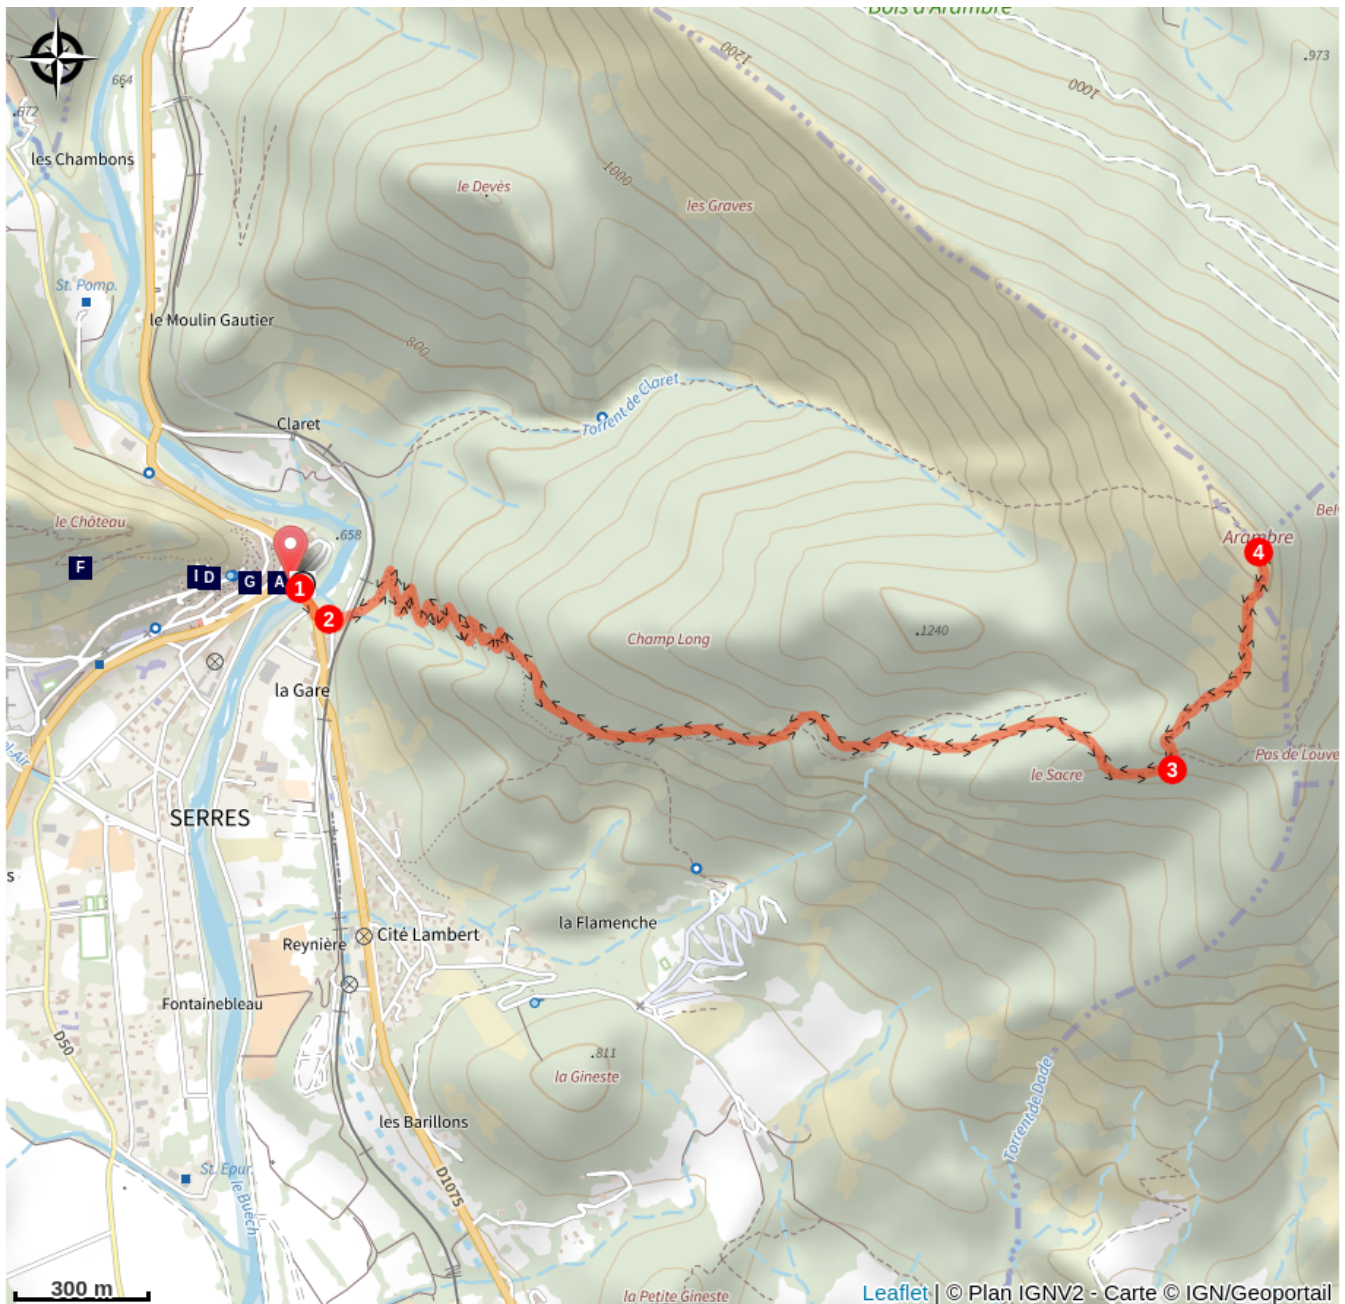 Bois d'Arambre
1200
.973
664
1000
.672
les Chambons
1000
le Devès
les Graves
St. Pomp.
le Moulin Gautier
800
Torrent de Claret
Claret
le Château
.658
Arambre
Bel
4
F
I D
G
A
1
2
Champ Long
.1240
la Gare
Pas de Louve
3
le Sacre
SERRES
s
la Flamenche
Cité Lambert
Reynière
Fontainebleau
D50
.811
la Gineste
Torrent de Dade
les Barillons
St. Epur.
D1075
le Buëch
300 m
la Petite Gineste
Leaflet | © Plan IGNV2 - Carte © IGN/Geoportail